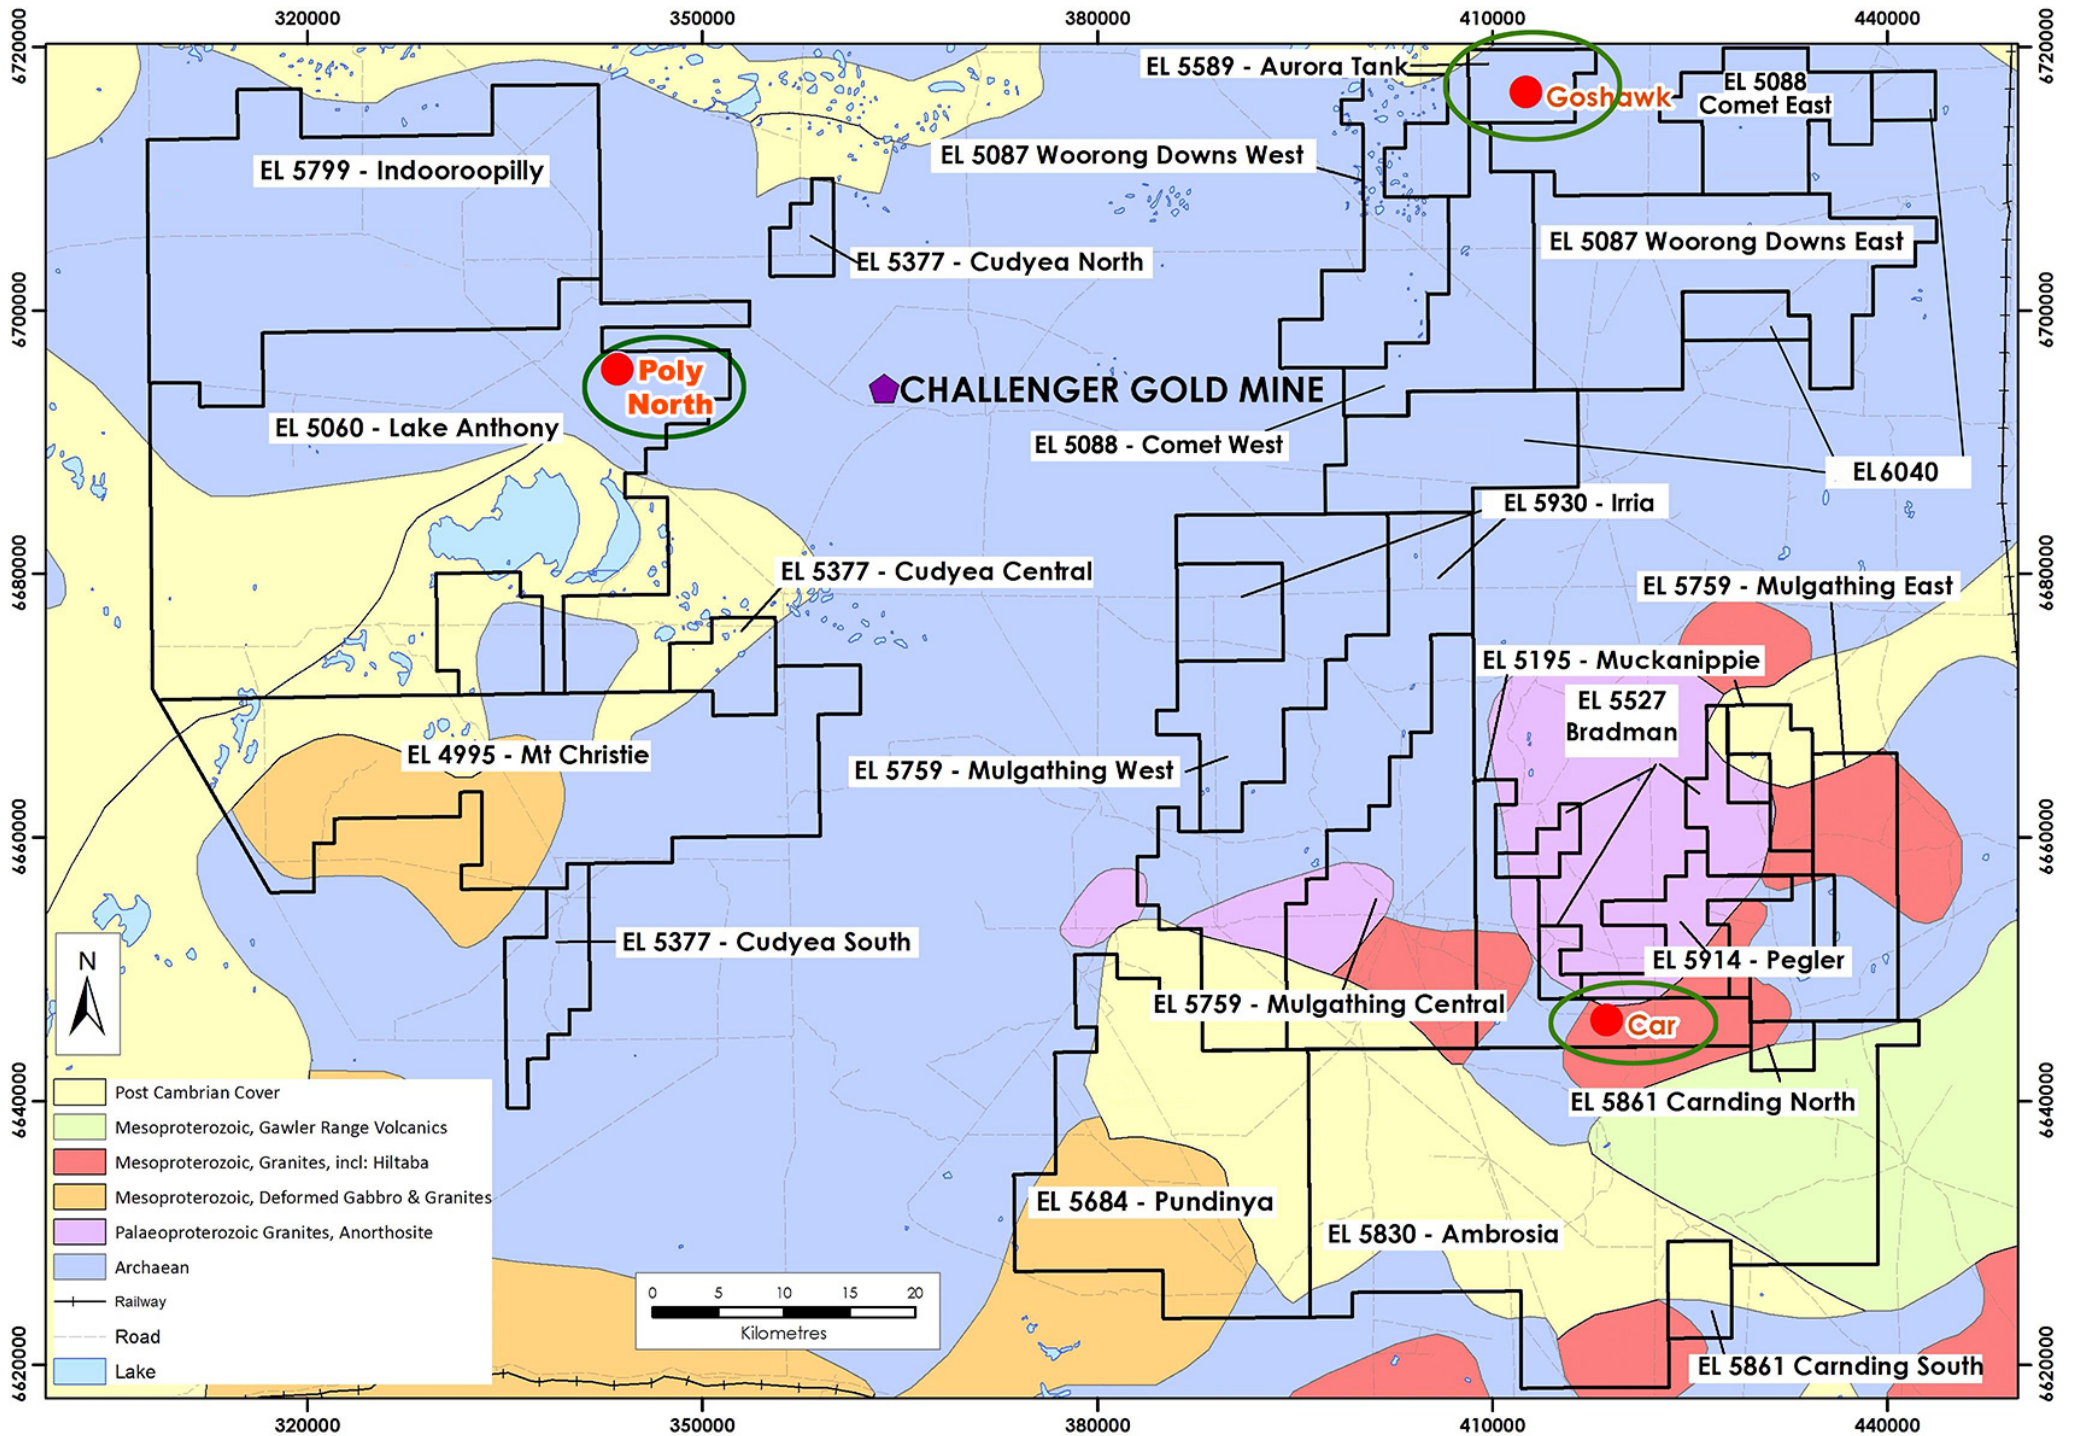 320000
350000
380000
410000
440000
6720000
6720000
EL 5589 - Aurora Tank
Goshawk
EL 5088
Comet East
EL 5799 - Indooroopilly
EL 5087 Woorong Downs West
EL 5087 Woorong Downs East
EL 5377 - Cudyea North
6700000
6700000
Poly
North
CHALLENGER GOLD MINE
EL 5060 - Lake Anthony
EL 5088 - Comet West
EL6040
EL 5930 - Irria
6680000
6680000
EL 5377 - Cudyea Central
EL 5759 - Mulgathing East
EL 5195 - Muckanippie
EL 5527
Bradman
EL 4995 - Mt Christie
EL 5759 - Mulgathing West
6660000
6660000
EL 5377 - Cudyea South
EL 5914 - Pegler
N
EL 5759 - Mulgathing Central
Car
6640000
6640000
EL 5861 Carnding North
Post Cambrian Cover
Mesoproterozoic, Gawler Range Volcanics
Mesoproterozoic, Granites, incl: Hiltaba
Mesoproterozoic, Deformed Gabbro & Granites
Palaeoproterozoic Granites, Anorthosite
Archaean
Railway
Road
Lake
EL 5684 - Pundinya
EL 5830 - Ambrosia
0 5 10 15 20
Kilometres
EL 5861 Carnding South
6620000
6620000
320000
350000
380000
410000
440000